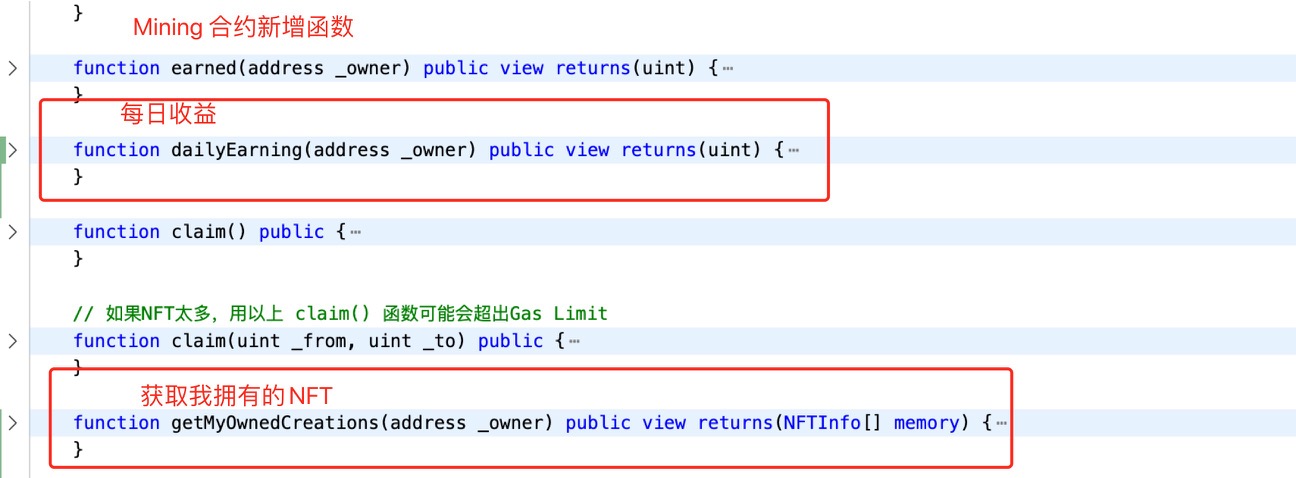 }
Mining 合约新增函数
function earned(address _owner) public view returns(uint) {…
}
每日收益
function dailyEarning(address _owner) public view returns(uint) {…
}
function claim() public {…
}
// 如果NFT太多，用以上 claim() 函数可能会超出Gas Limit
function claim(uint _from, uint _to) public {…
}
获取我拥有的NFT
function getMyOwnedCreations(address _owner) public view returns(NFTInfo[] memory) {…
}